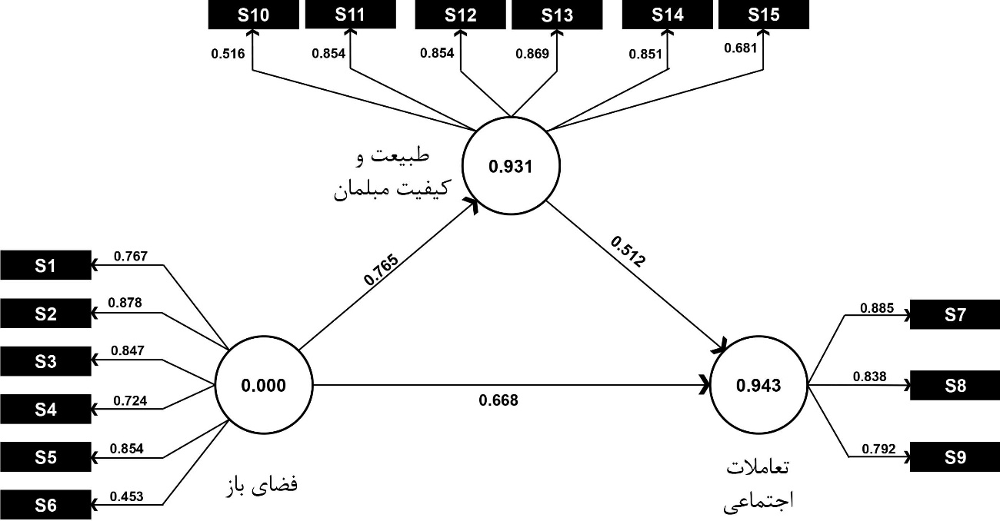 S10 S11 S12 S13 S14 S15
0.516 0.854 0.854 0.869 0.851 0.681
0.931
طبیعت و
کیفیت مبلمان
0.765
0.512
S1 0.767
S2 0.878
S3 0.847
S4 0.724
S5 0.854
S6 0.453
0.000
فضای باز
0.668
0.943
تعاملات
اجتماعی
0.885 S7
0.838 S8
0.792 S9